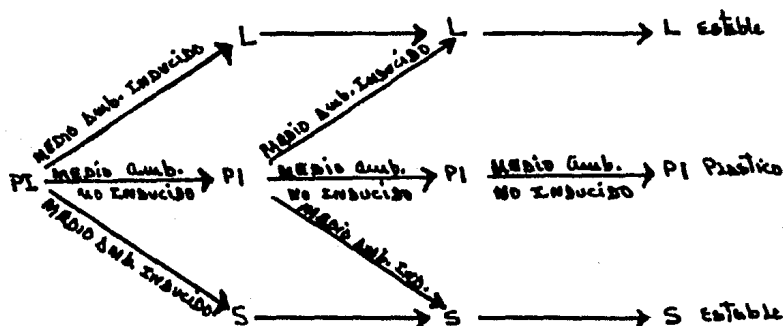 L L L Estable
MEDIO Amb. INDUCIDO MEDIO Amb. INDUCIDO
PI MEDIO Amb. PI MEDIO Amb. PI MEDIO Amb. PI Plastico
NO INDUCIDO NO INDUCIDO NO INDUCIDO
MEDIO Amb. INDUCIDO MEDIO Amb. IND.
S S S Estable